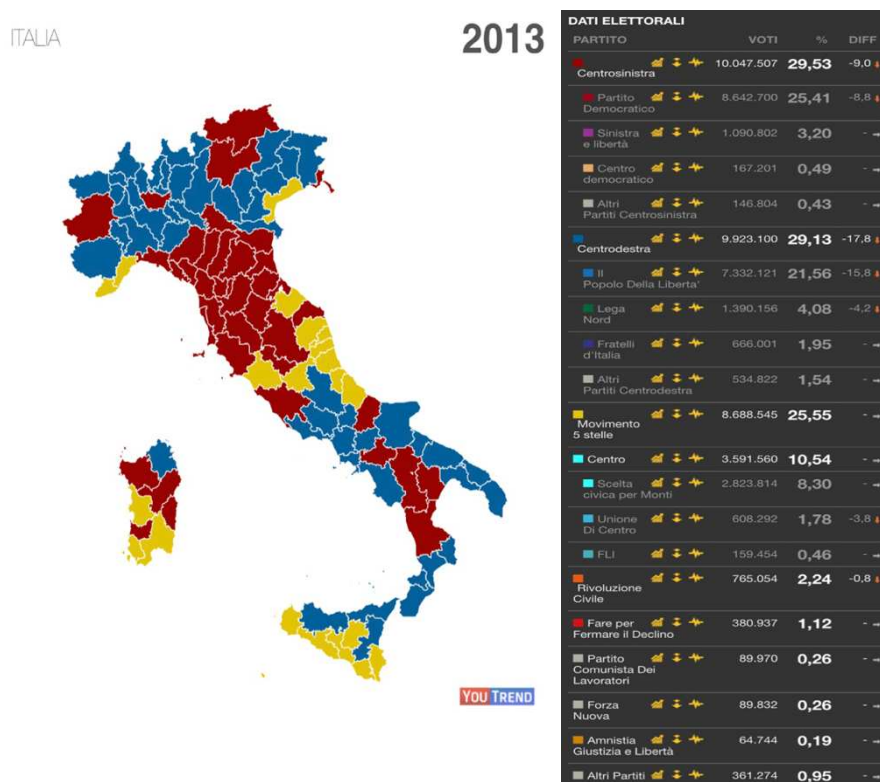 ITALIA
2013
YOU TREND
DATI ELETTORALI
PARTITO VOTI % DIFF
Centrosinistra 10.047.507 29,53 -9,0
Partito 8.642.700 25,41 -8,8
Democratico
Sinistra 1.090.802 3,20 -
e libertà
Centro 167.201 0,49 -
democratico
Altri 146.804 0,43 -
Partiti Centrosinistra
Centrodestra 9.923.100 29,13 -17,8
Il 7.332.121 21,56 -15,8
Popolo Della Liberta'
Lega 1.390.156 4,08 -4,2
Nord
Fratelli 666.001 1,95 -
d'Italia
Altri 534.822 1,54 -
Partiti Centrodestra
Movimento 8.688.545 25,55 -
5 stelle
Centro 3.591.560 10,54 -
Scelta 2.823.814 8,30 -
civica per Monti
Unione 608.292 1,78 -3,8
Di Centro
FLI 159.454 0,46 -
Rivoluzione 765.054 2,24 -0,8
Civile
Fare per 380.937 1,12 -
Fermare il Declino
Partito 89.970 0,26 -
Comunista Dei
Lavoratori
Forza 89.832 0,26 -
Nuova
Amnistia 64.744 0,19 -
Giustizia e Libertà
Altri Partiti 361.274 0,95 -